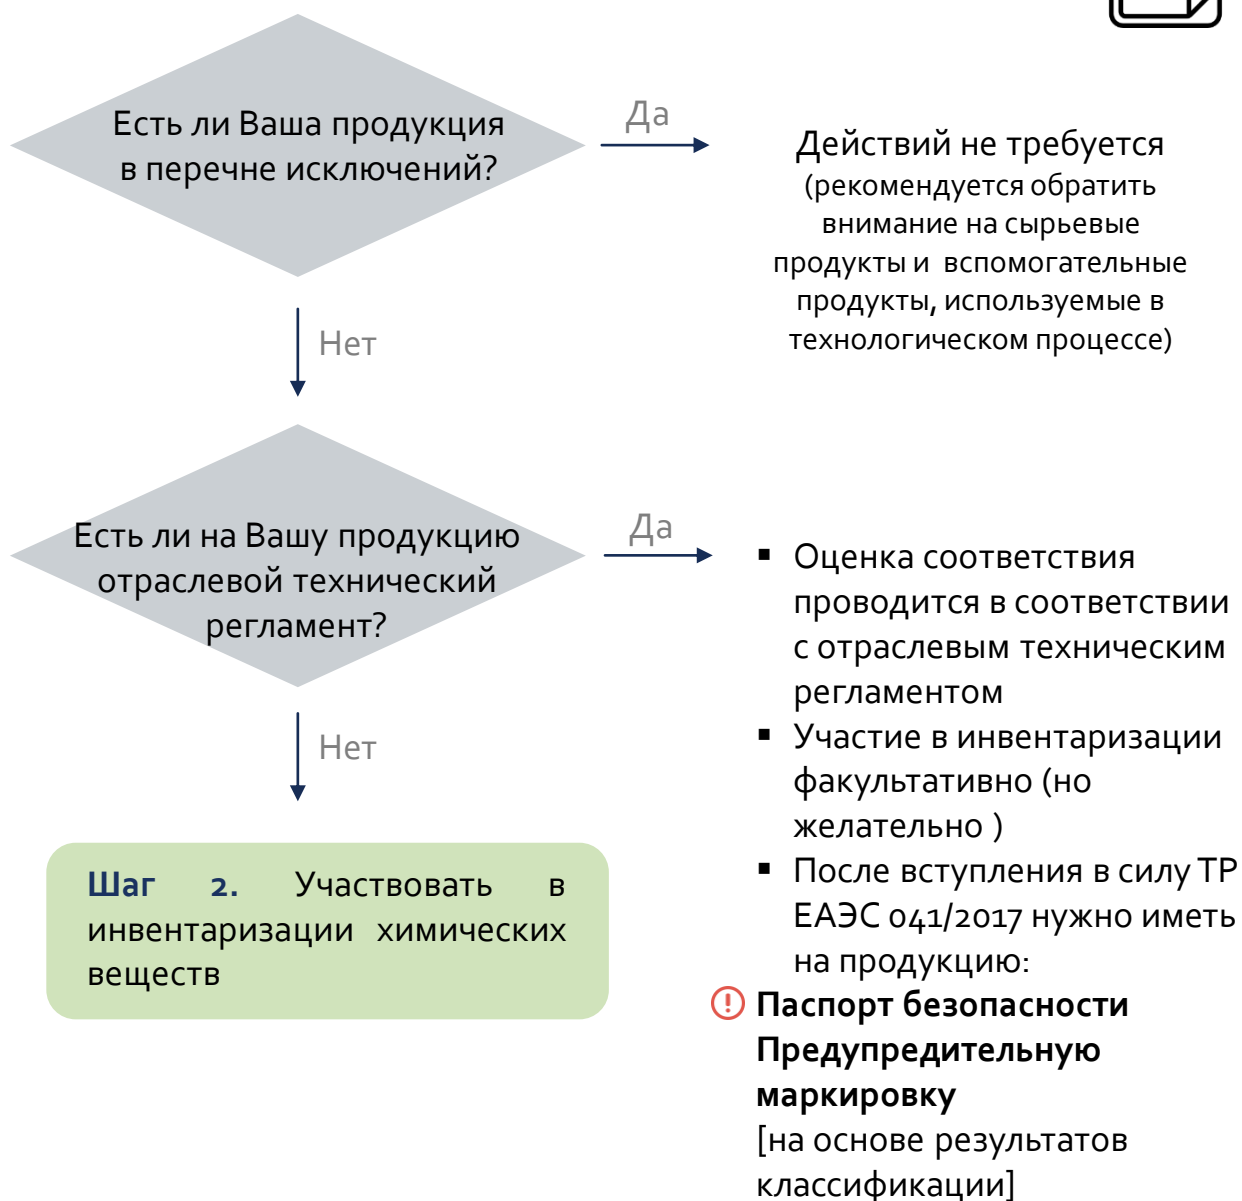 Есть ли Ваша продукция
в перечне исключений?
Да
Действий не требуется
(рекомендуется обратить
внимание на сырьевые
продукты и вспомогательные
продукты, используемые в
технологическом процессе)
Нет
Есть ли на Вашу продукцию
отраслевой технический
регламент?
Да
▪ Оценка соответствия
проводится в соответствии
с отраслевым техническим
регламентом
▪ Участие в инвентаризации
факультативно (но
желательно )
▪ После вступления в силу ТР
ЕАЭС 041/2017 нужно иметь
на продукцию:
Паспорт безопасности
Предупредительную
маркировку
[на основе результатов
классификации]
Нет
Шаг 2. Участвовать в
инвентаризации химических
веществ